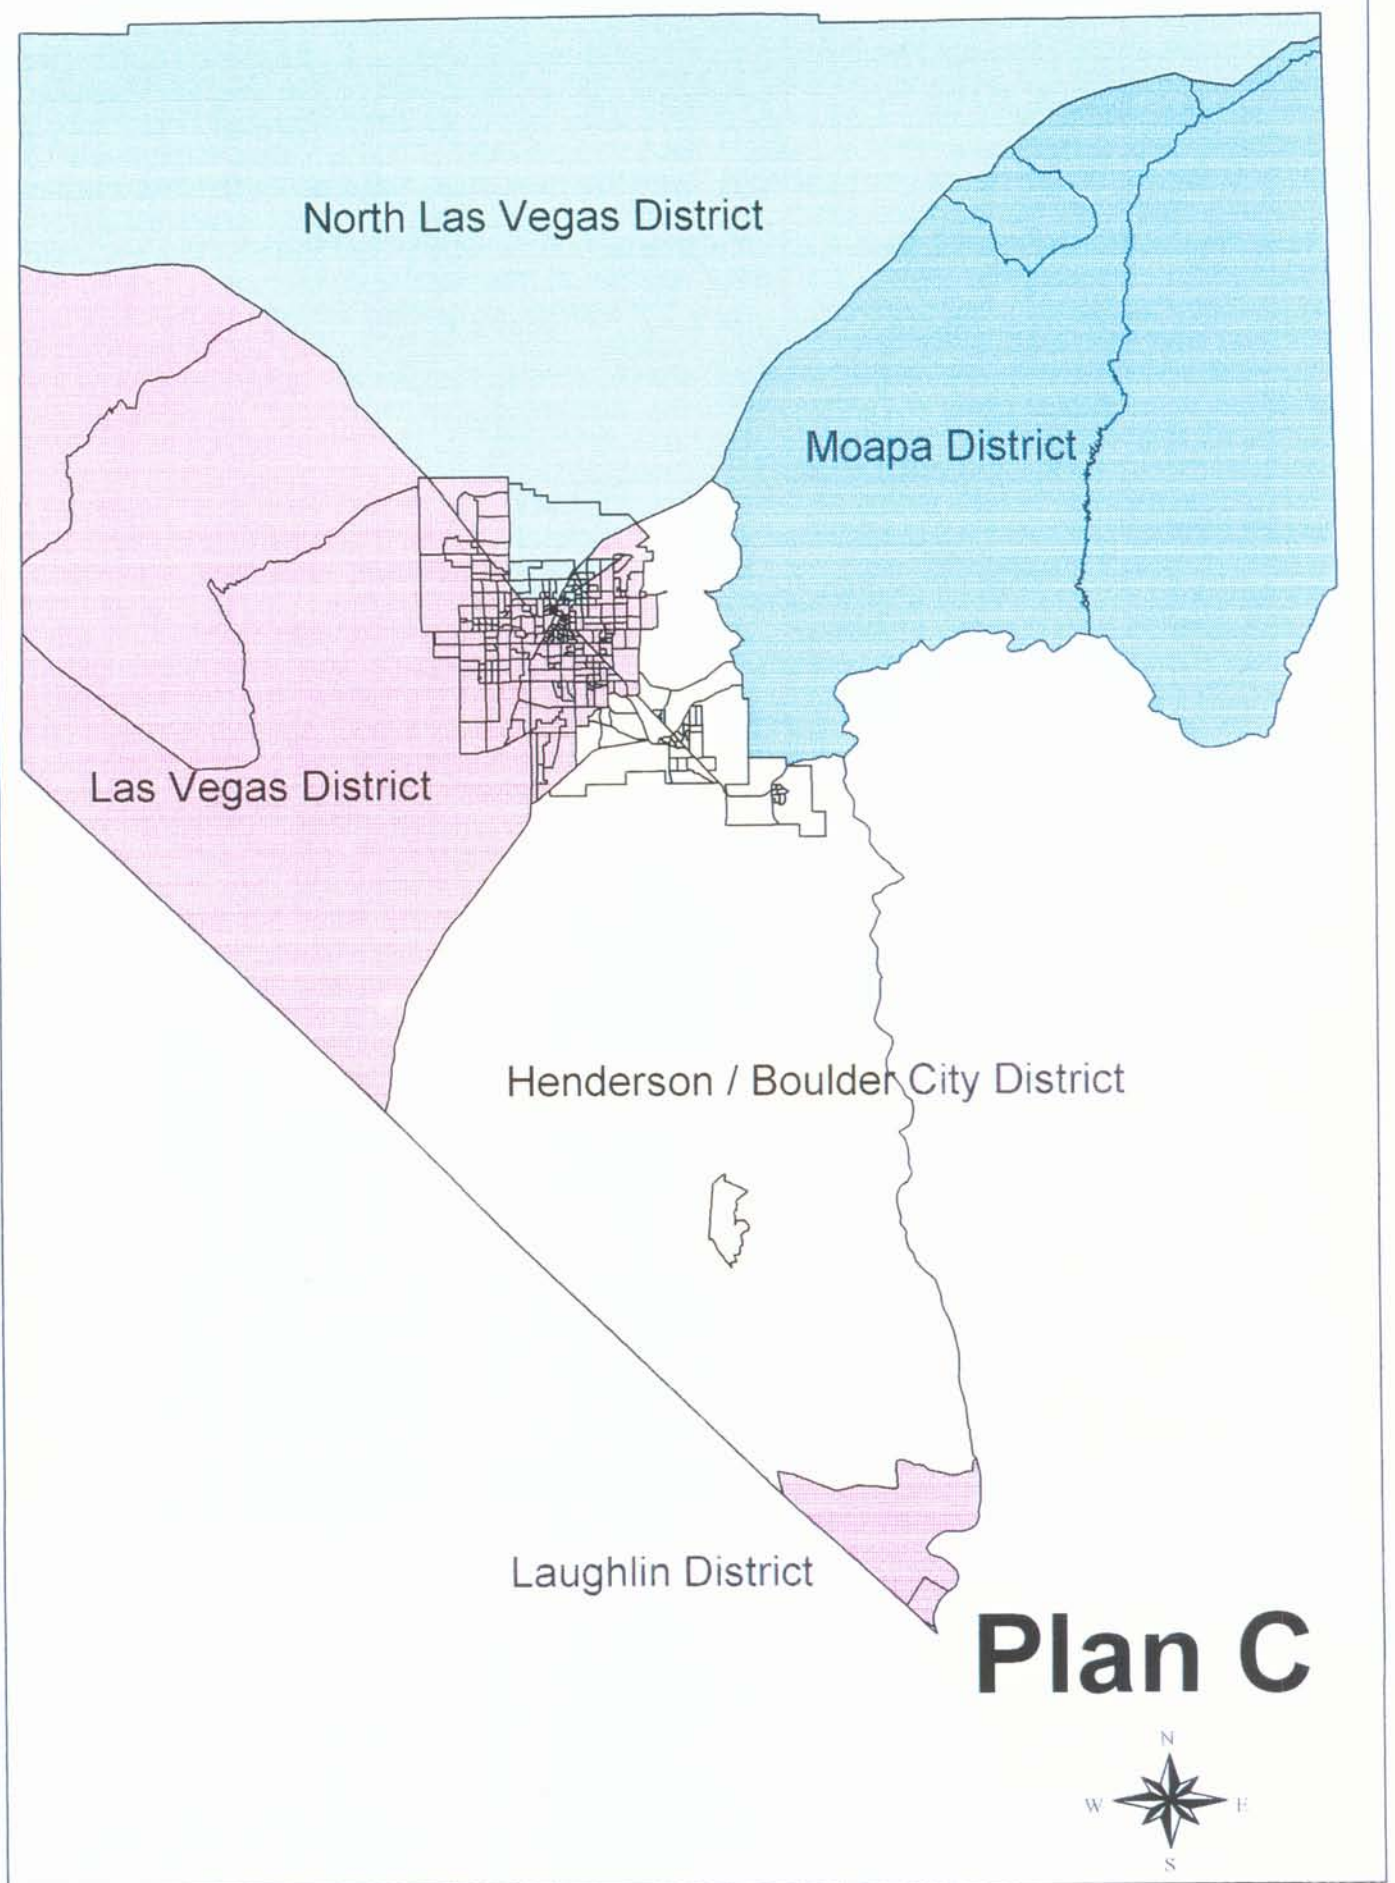 North Las Vegas District
Moapa District
Las Vegas District
Henderson / Boulder City District
Laughlin District
Plan C
N
W E
S